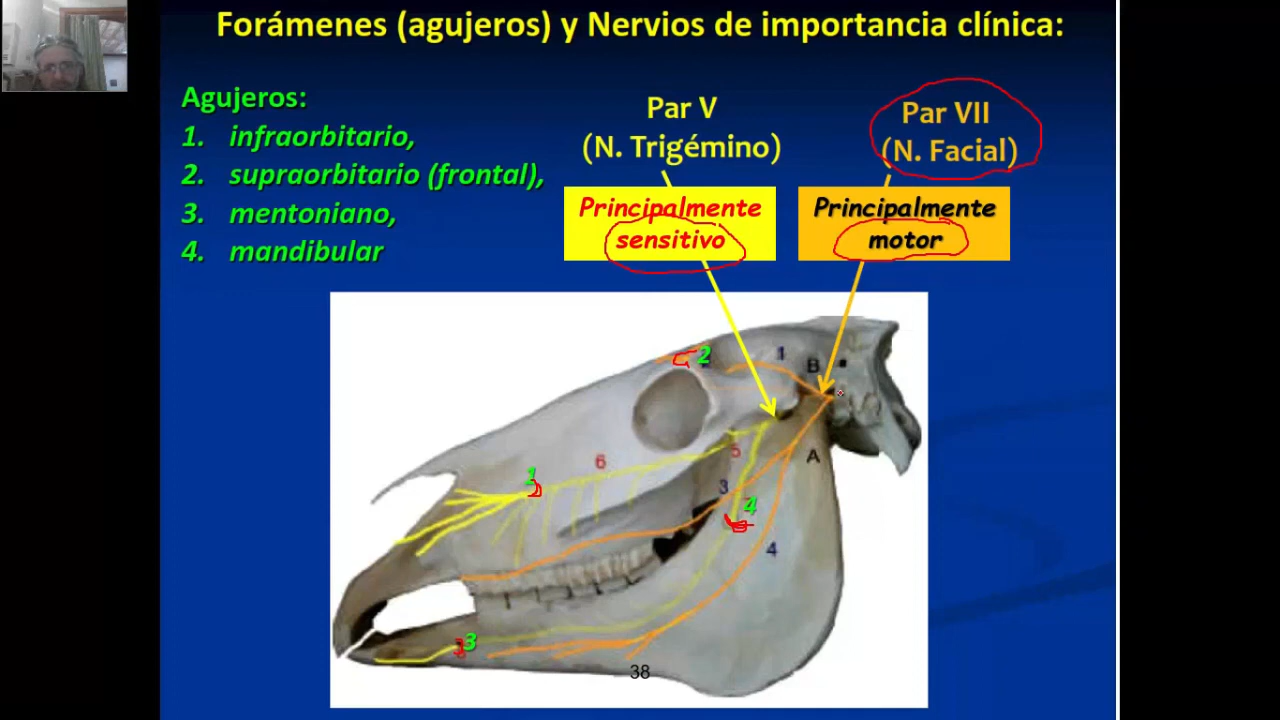 Forámenes (agujeros) y Nervios de importancia clínica:
Agujeros:
1. infraorbitario,
2. supraorbitario (frontal),
3. mentoniano,
4. mandibular
Par V
(N. Trigémino)
Principalmente
sensitivo
Par VII
(N. Facial)
Principalmente
motor
2
1
B
1
6
5
A
3
4
4
3
38